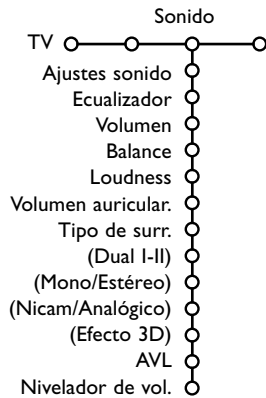 Sonido
TV
Ajustes sonido
Ecualizador
Volumen
Balance
Loudness
Volumen auricular.
Tipo de surr.
(Dual I-II)
(Mono/Estéreo)
(Nicam/Analógico)
(Efecto 3D)
AVL
Nivelador de vol.